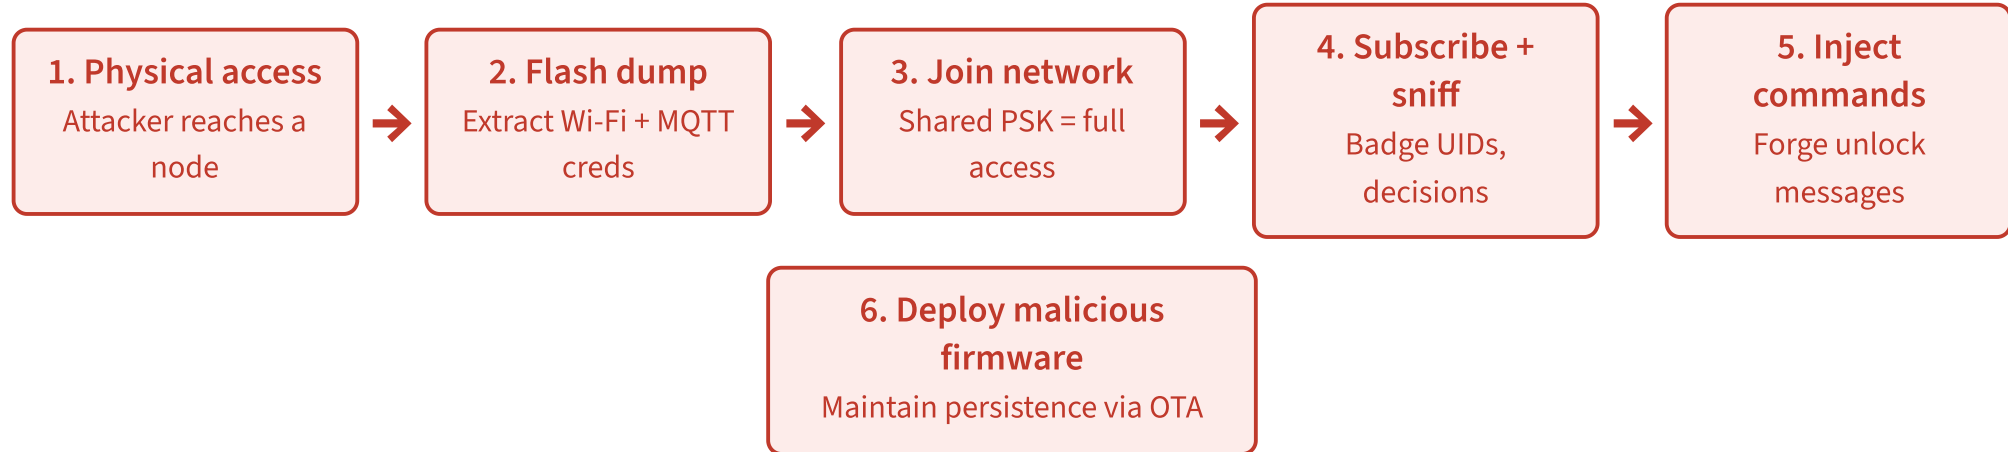 1. Physical access
Attacker reaches a
node
2. Flash dump
Extract Wi-Fi + MQTT
creds
3. Join network
Shared PSK = full
access
4. Subscribe +
sniff
Badge UIDs,
decisions
5. Inject
commands
Forge unlock
messages
6. Deploy malicious
firmware
Maintain persistence via OTA